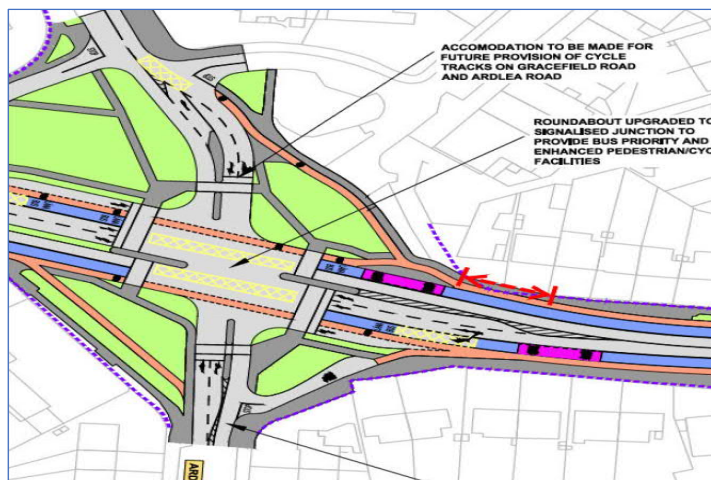 ACCOMODATION TO BE MADE FOR
FUTURE PROVISION OF CYCLE
TRACKS ON GRACEFIELD ROAD
AND ARDLEA ROAD
ROUNDABOUT UPGRADED TO
SIGNALISED JUNCTION TO
PROVIDE BUS PRIORITY AND
ENHANCED PEDESTRIAN/CYC
FACILITIES
ARD